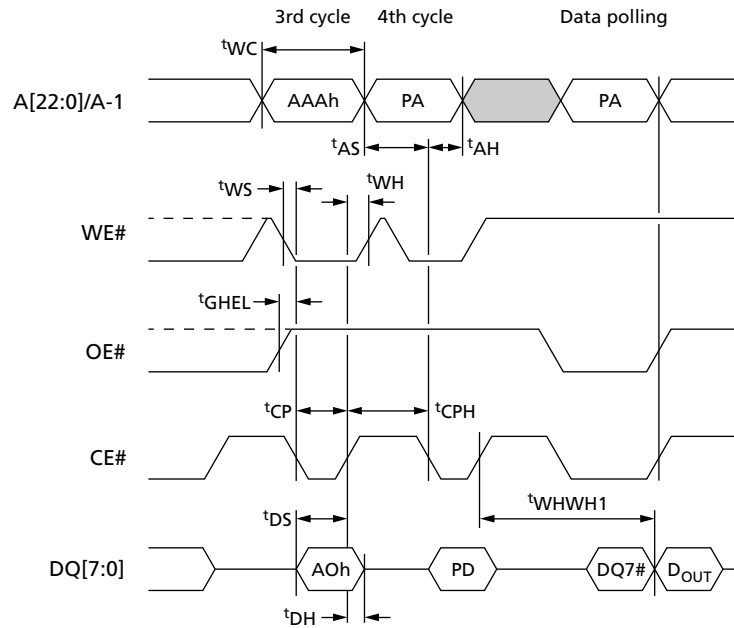 3rd cycle 4th cycle Data polling
tWC
A[22:0]/A-1 AAAh PA PA
tAS tAH
tWS tWH
WE#
tGHEL
OE#
tCP tCPH
CE#
tWHWH1
tDS
DQ[7:0] AOh PD DQ7# DOUT
tDH